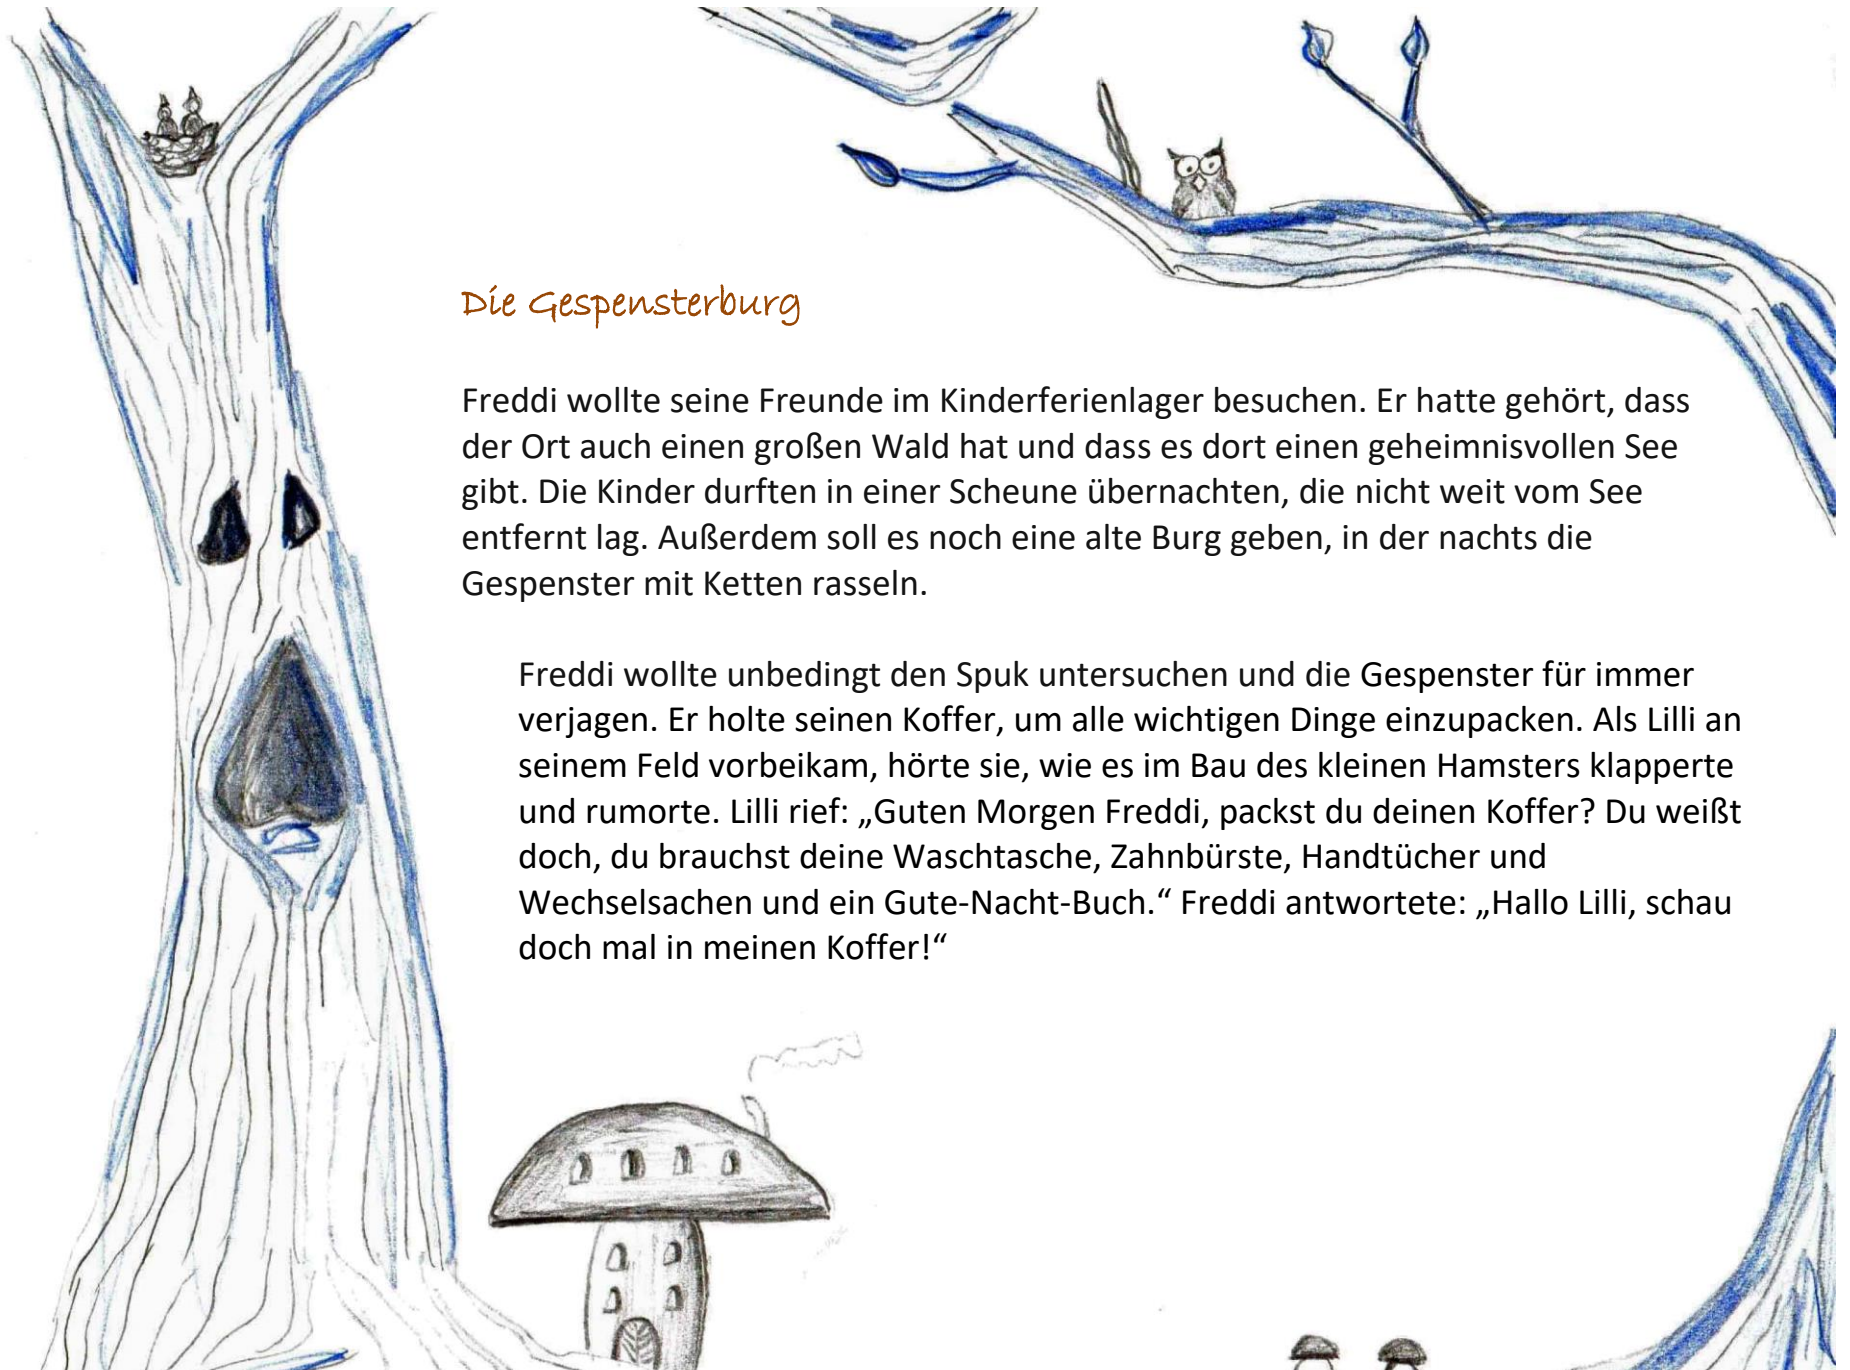 Die Gespensterburg
Freddi wollte seine Freunde im Kinderferienlager besuchen. Er hatte gehört, dass
der Ort auch einen großen Wald hat und dass es dort einen geheimnisvollen See
gibt. Die Kinder durften in einer Scheune übernachten, die nicht weit vom See
entfernt lag. Außerdem soll es noch eine alte Burg geben, in der nachts die
Gespenster mit Ketten rasseln.
Freddi wollte unbedingt den Spuk untersuchen und die Gespenster für immer
verjagen. Er holte seinen Koffer, um alle wichtigen Dinge einzupacken. Als Lilli an
seinem Feld vorbeikam, hörte sie, wie es im Bau des kleinen Hamsters klapperte
und rumorte. Lilli rief: „Guten Morgen Freddi, packst du deinen Koffer? Du weißt
doch, du brauchst deine Waschtasche, Zahnbürste, Handtücher und
Wechselsachen und ein Gute-Nacht-Buch.“ Freddi antwortete: „Hallo Lilli, schau
doch mal in meinen Koffer!“